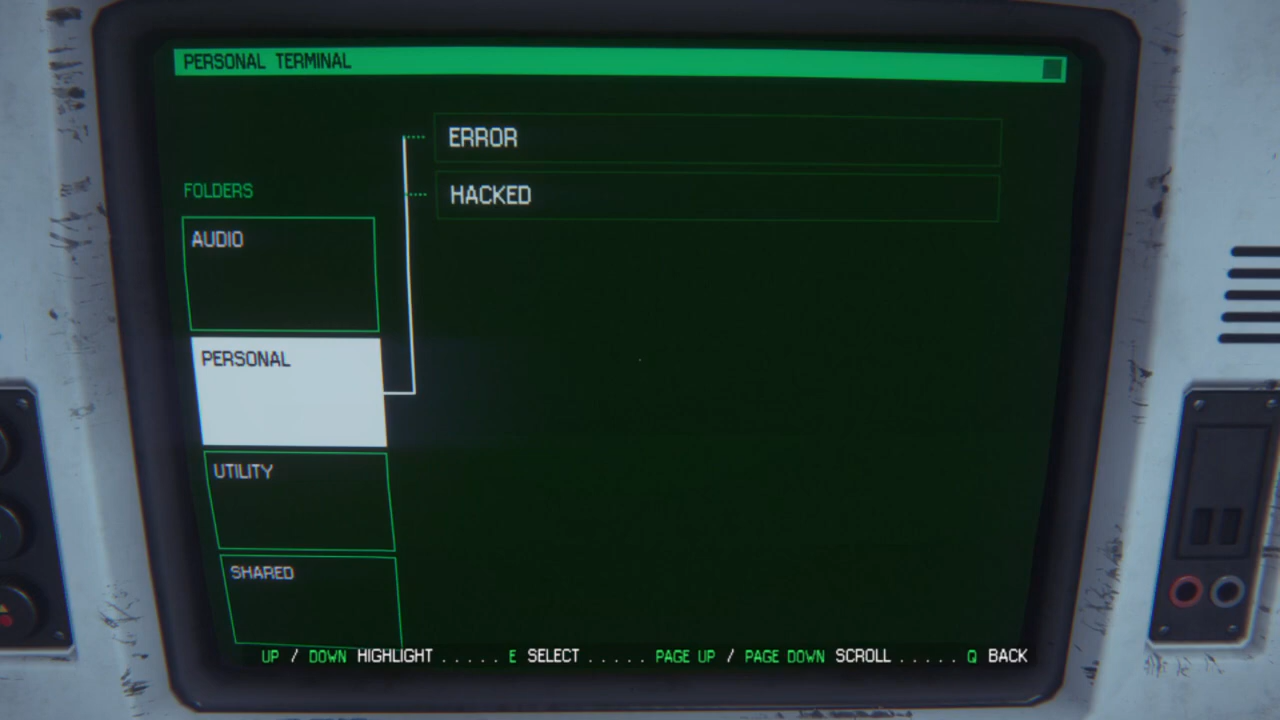 PERSONAL TERMINAL
FOLDERS
AUDIO
PERSONAL
UTILITY
SHARED
ERROR
HACKED
UP / DOWN HIGHLIGHT ..... E SELECT ..... PAGE UP / PAGE DOWN SCROLL ..... Q BACK